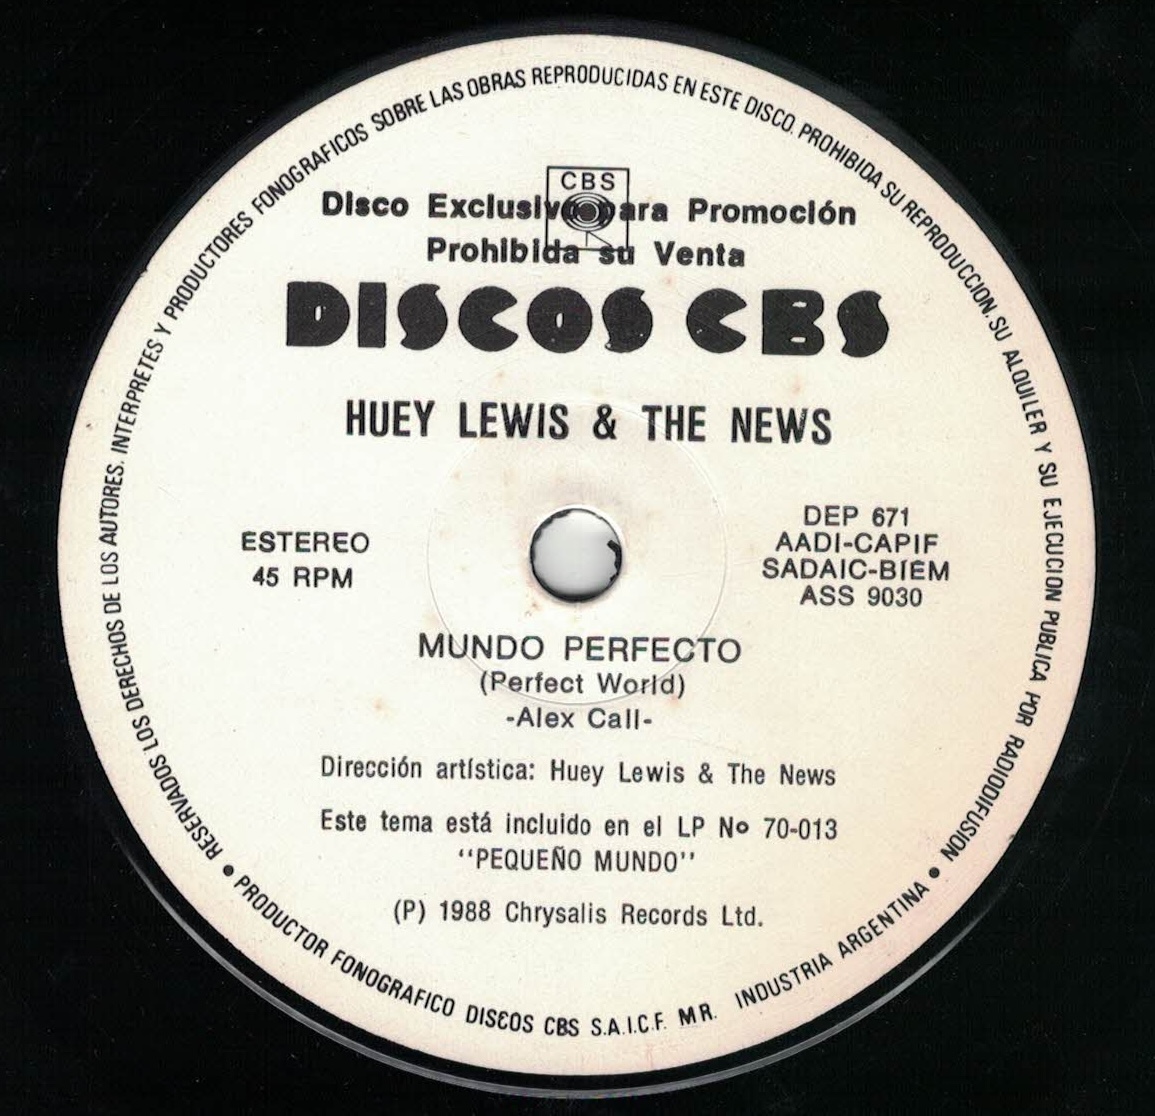 RESERVADOS LOS DERECHOS DE LOS AUTORES. INTERPRETES Y PRODUCTORES FONOGRAFICOS SOBRE LAS OBRAS REPRODUCIDAS EN ESTE DISCO. PROHIBIDA SU REPRODUCCION. SU ALQUILER Y SU EJECUCION PUBLICA POR RADIODIFUSION
CBS
Disco Exclusivo para Promoción
Prohibida su Venta
DISCOS CBS
HUEY LEWIS & THE NEWS
ESTEREO
45 RPM
DEP 671
AADI-CAPIF
SADAIC-BIEM
ASS 9030
MUNDO PERFECTO
(Perfect World)
-Alex Call-
Dirección artística: Huey Lewis & The News
Este tema está incluido en el LP Nº 70-013
“PEQUEÑO MUNDO”
(P) 1988 Chrysalis Records Ltd.
• PRODUCTOR FONOGRAFICO DISCOS CBS S.A.I.C.F. MR. INDUSTRIA ARGENTINA •